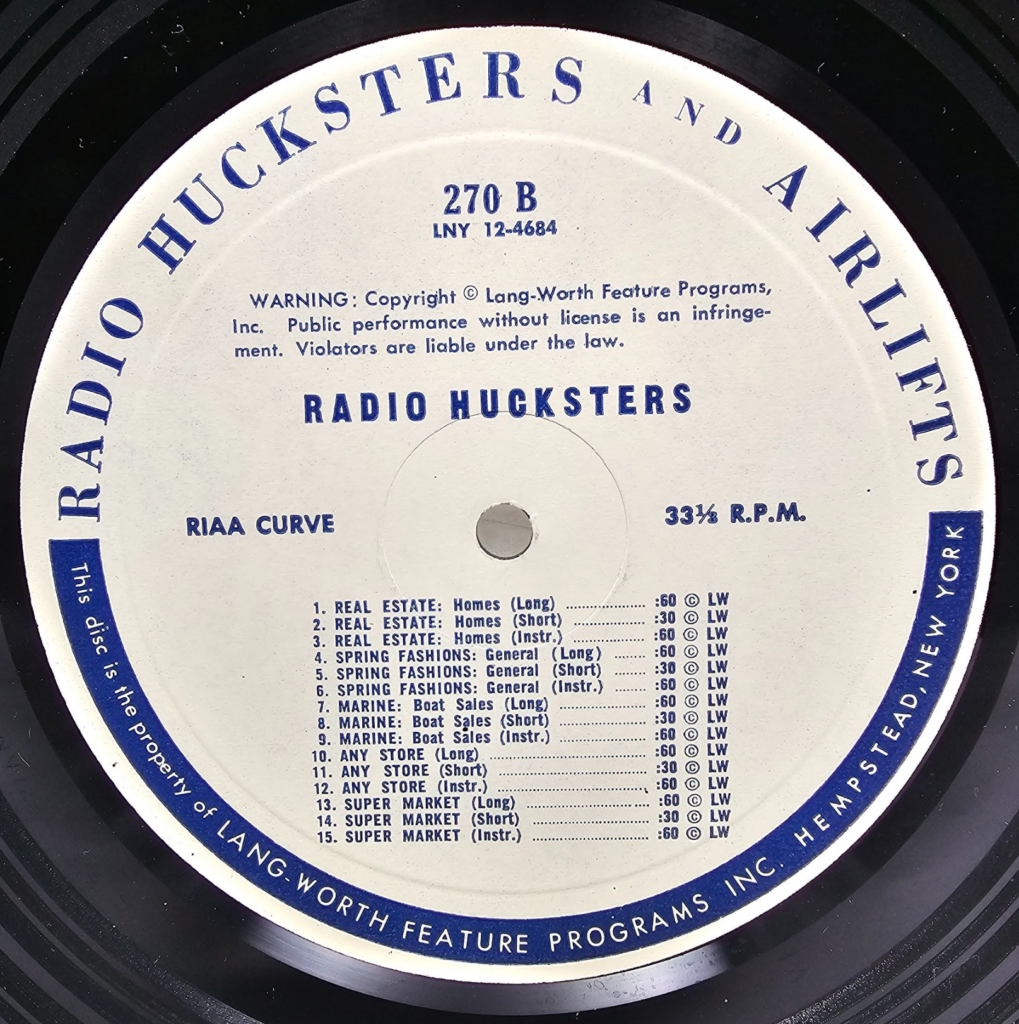 RADIO HUCKSTERS AND AIRLIFTS
270 B
LNY 12-4684
WARNING: Copyright © Lang-Worth Feature Programs,
Inc. Public performance without license is an infringe-
ment. Violators are liable under the law.
RADIO HUCKSTERS
RIAA CURVE
33⅓ R.P.M.
1. REAL ESTATE: Homes (Long) .................... :60 © LW
2. REAL ESTATE: Homes (Short) .................. :30 © LW
3. REAL ESTATE: Homes (Instr.) .................. :60 © LW
4. SPRING FASHIONS: General (Long) ........ :60 © LW
5. SPRING FASHIONS: General (Short) ....... :30 © LW
6. SPRING FASHIONS: General (Instr.) ....... :60 © LW
7. MARINE: Boat Sales (Long) ..................... :60 © LW
8. MARINE: Boat Sales (Short) .................... :30 © LW
9. MARINE: Boat Sales (Instr.) .................... :60 © LW
10. ANY STORE (Long) ................................. :60 © LW
11. ANY STORE (Short) ................................ :30 © LW
12. ANY STORE (Instr.) ................................ :60 © LW
13. SUPER MARKET (Long) .......................... :60 © LW
14. SUPER MARKET (Short) ......................... :30 © LW
15. SUPER MARKET (Instr.) ......................... :60 © LW
This disc is the property of LANG-WORTH FEATURE PROGRAMS INC. HEMPSTEAD, NEW YORK